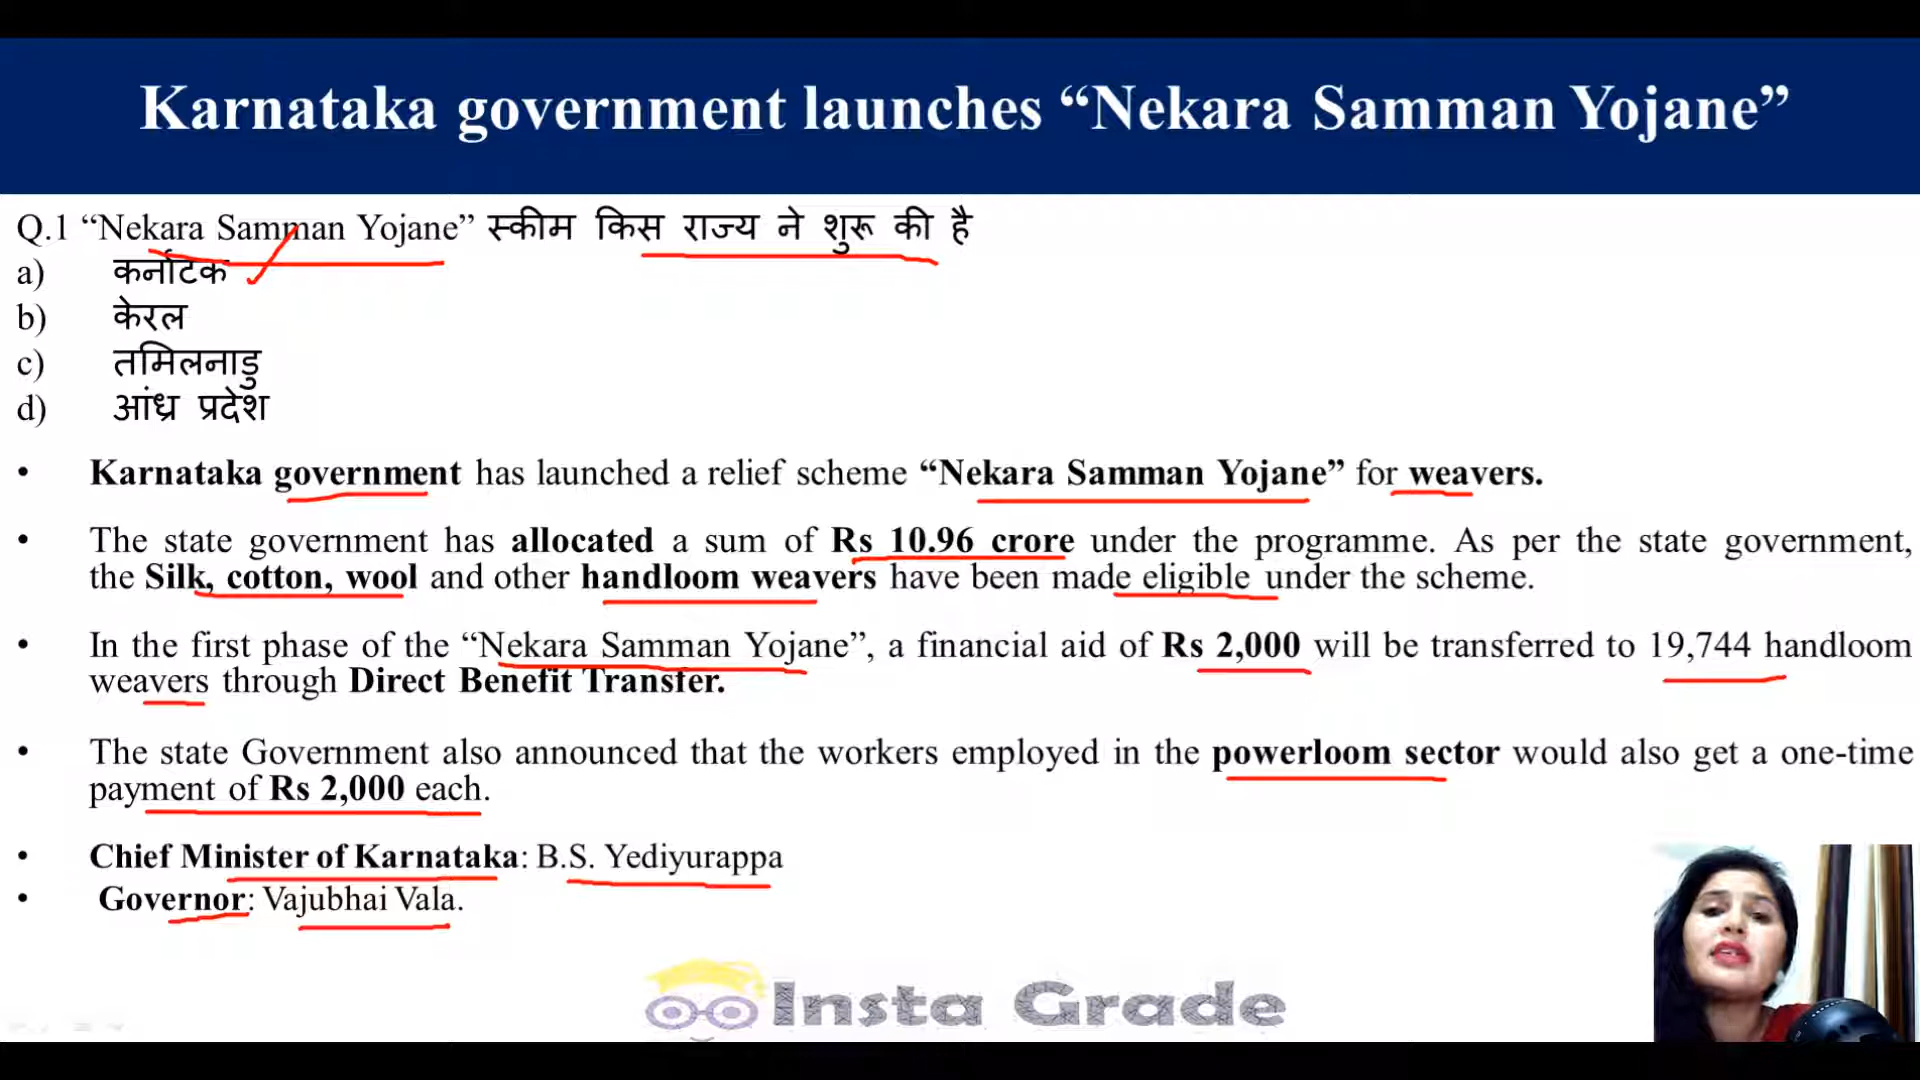 Karnataka government launches “Nekara Samman Yojane”
Q.1 “Nekara Samman Yojane” स्कीम किस राज्य ने शुरू की है
a) कर्नाटक
b) केरल
c) तमिलनाडु
d) आंध्र प्रदेश
• Karnataka government has launched a relief scheme “Nekara Samman Yojane” for weavers.
• The state government has allocated a sum of Rs 10.96 crore under the programme. As per the state government,
the Silk, cotton, wool and other handloom weavers have been made eligible under the scheme.
• In the first phase of the “Nekara Samman Yojane”, a financial aid of Rs 2,000 will be transferred to 19,744 handloom
weavers through Direct Benefit Transfer.
• The state Government also announced that the workers employed in the powerloom sector would also get a one-time
payment of Rs 2,000 each.
• Chief Minister of Karnataka: B.S. Yediyurappa
• Governor: Vajubhai Vala.
Insta Grade